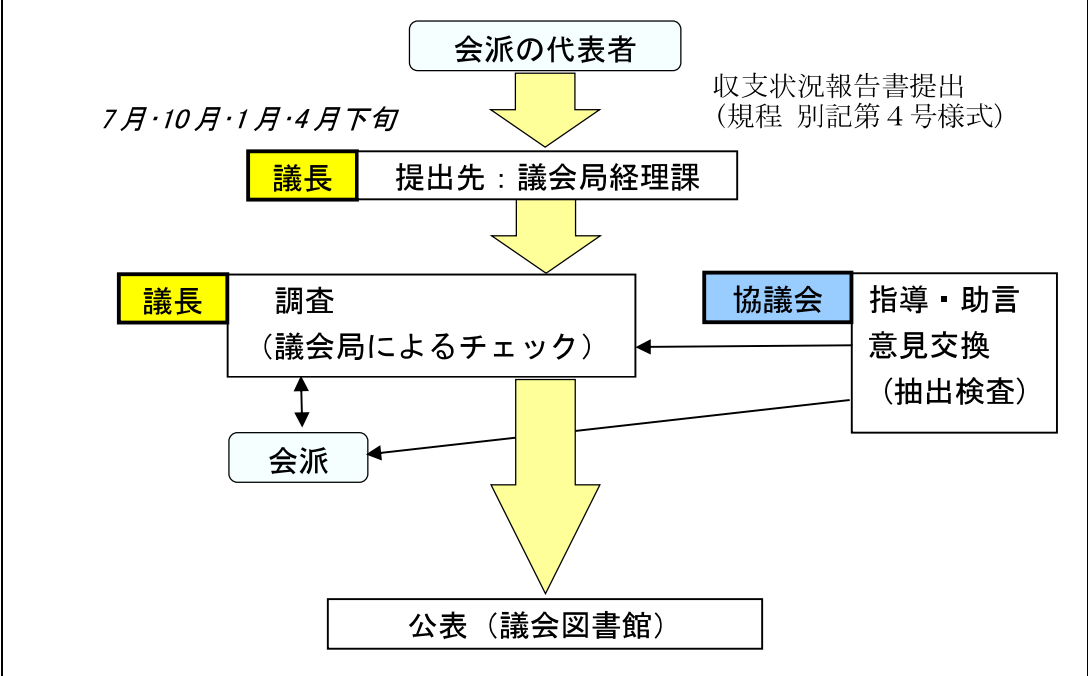 会派の代表者
収支状況報告書提出
（規程 別記第４号様式）
7月･10月･1月･4月下旬
議長 提出先：議会局経理課
議長 調査
（議会局によるチェック）
協議会 指導・助言
意見交換
（抽出検査）
会派
公表（議会図書館）